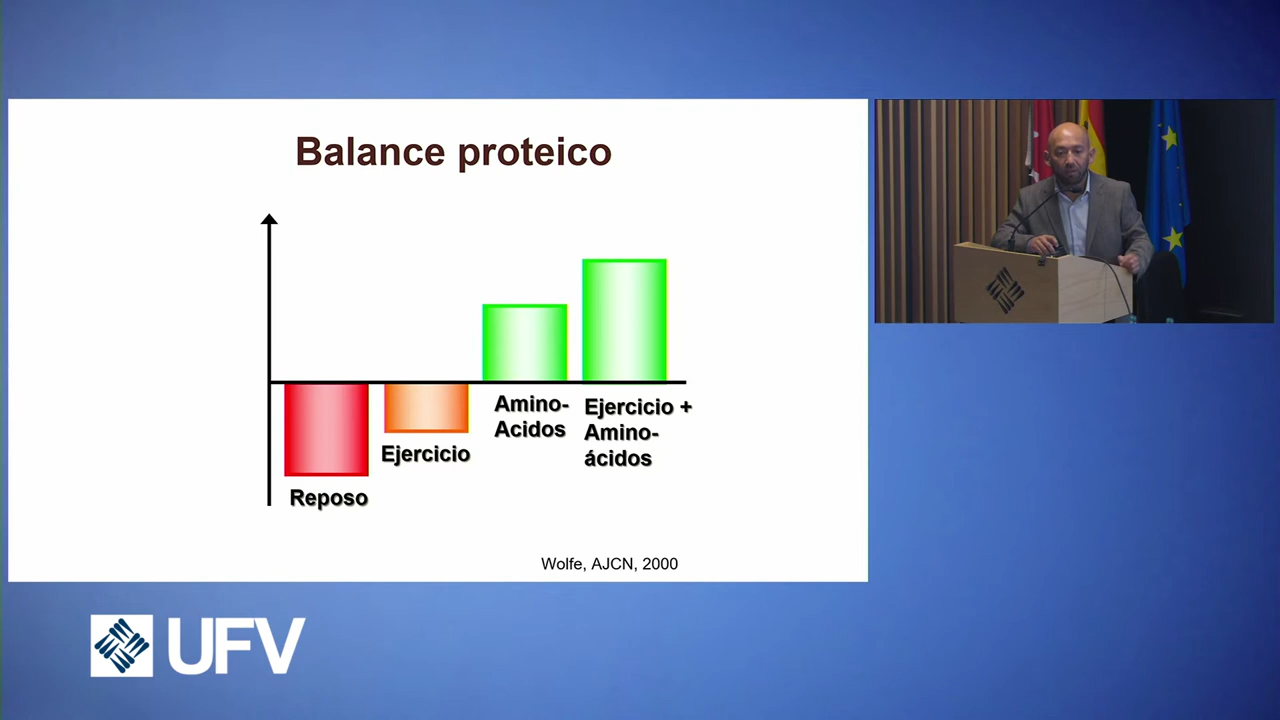 Balance proteico
Reposo
Ejercicio
Amino-
Acidos
Ejercicio +
Amino-
ácidos
Wolfe, AJCN, 2000
UFV